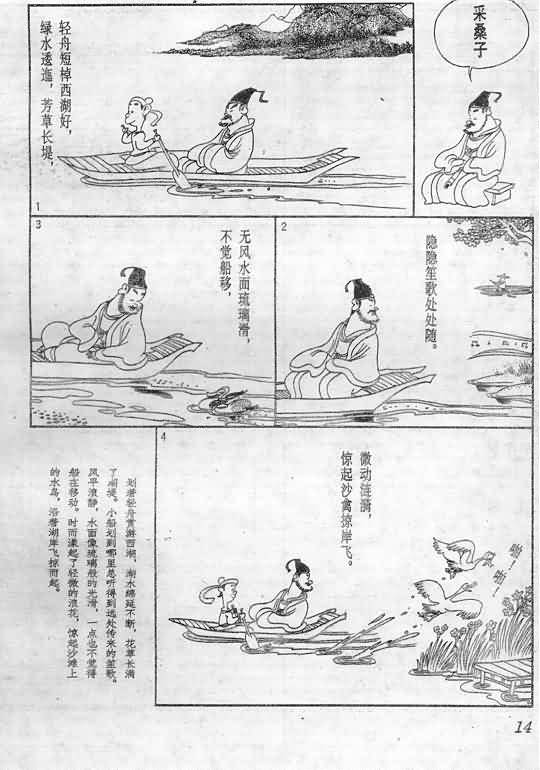 采桑子
轻舟短棹西湖好,
绿水逶迤,芳草长堤,
1
2
隐隐笙歌处处随。
3
无风水面琉璃滑,
不觉船移,
4
微动涟漪,
惊起沙禽掠岸飞。
啪!
啪!
划着轻舟赏游西湖,湖水绵延不断,花草长满
了湖堤。小船划到哪里总听得到远处传来的笙歌。
风平浪静,水面像琉璃般的光滑,一点也不觉得
船在移动。时而漾起了轻微的浪花,惊起沙滩上
的水鸟,沿着湖岸飞掠而起。
14